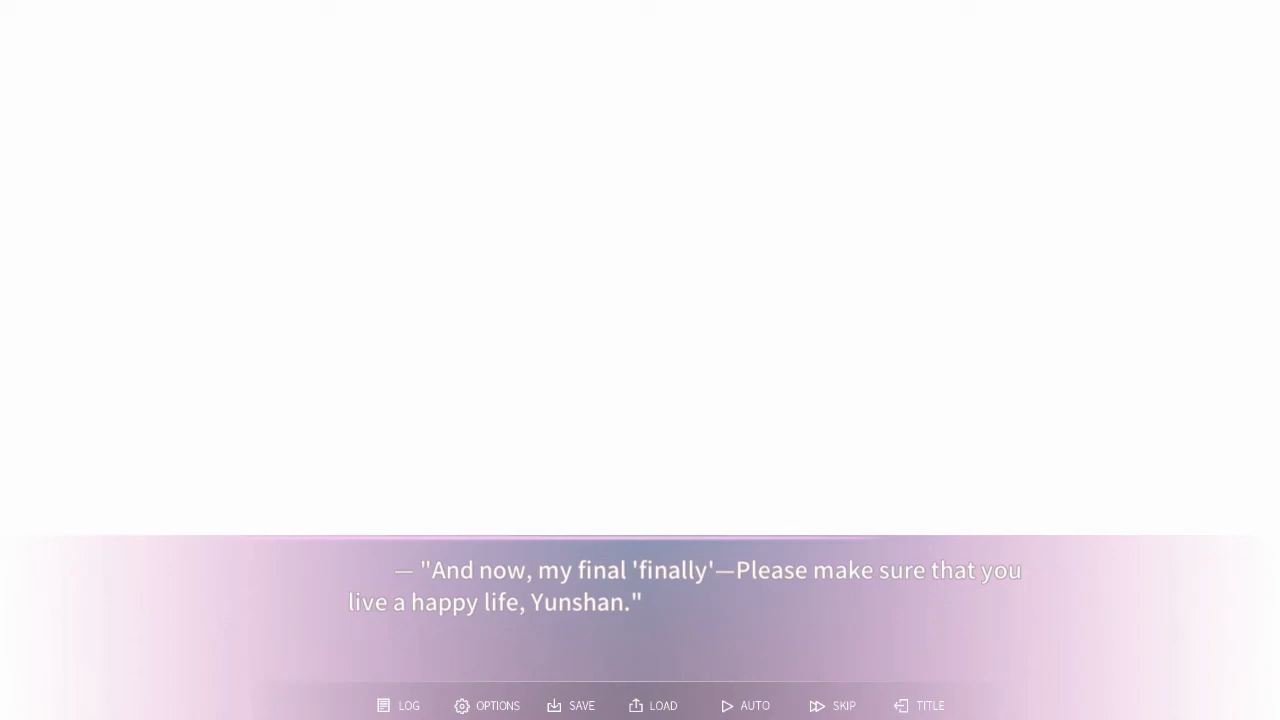 — "And now, my final 'finally'—Please make sure that you
live a happy life, Yunshan."
LOG OPTIONS SAVE LOAD AUTO SKIP TITLE